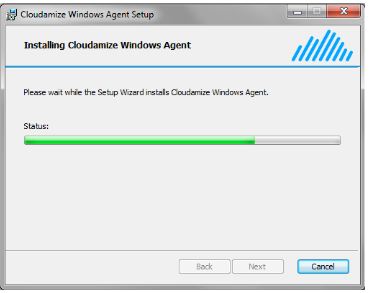 Cloudamize Windows Agent Setup
Installing Cloudamize Windows Agent
Please wait while the Setup Wizard installs Cloudamize Windows Agent.
Status:
Back Next Cancel